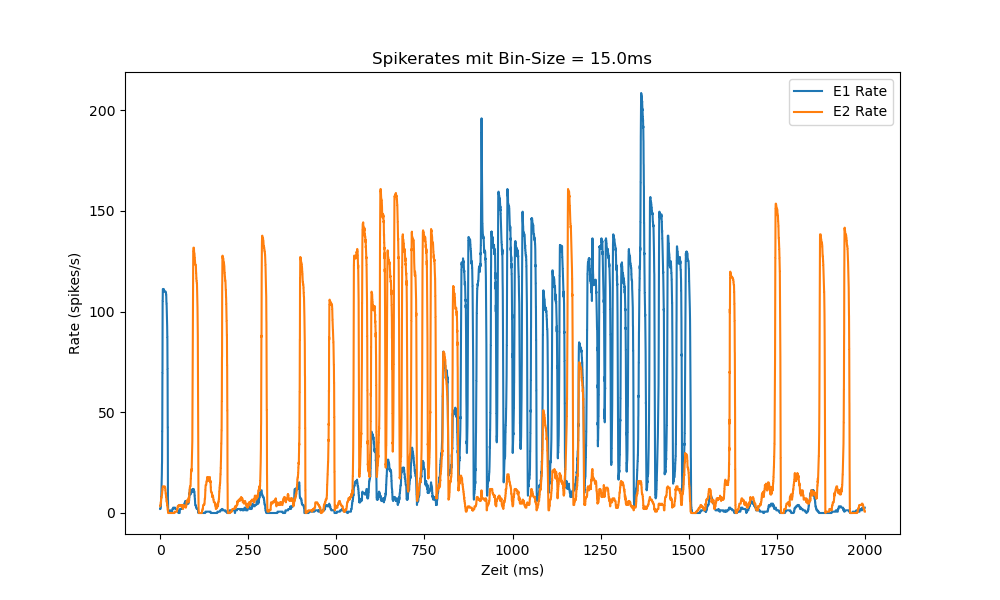 Spikerates mit Bin-Size = 15.0ms
E1 Rate
E2 Rate
Rate (spikes/s)
200
150
100
50
0
0 250 500 750 1000 1250 1500 1750 2000
Zeit (ms)